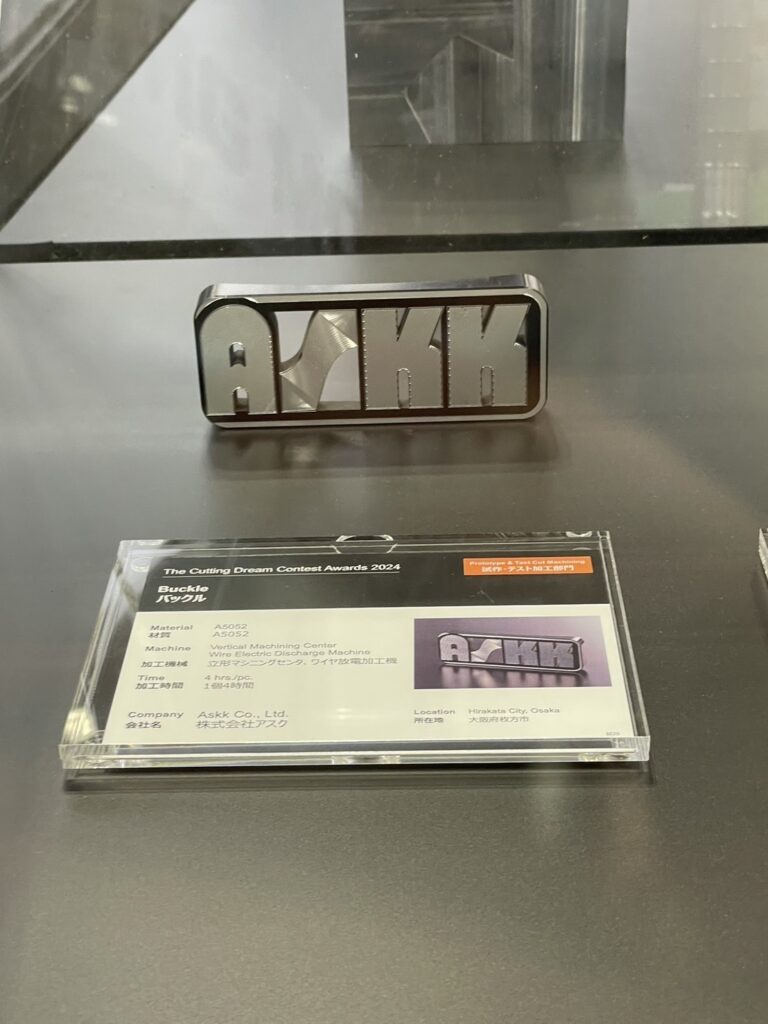 ASKK
The Cutting Dream Contest Awards 2024
Prototype & Test Cut Machining
試作・テスト加工部門
Buckle
バックル
Material A5052
材質 A5052
Machine Vertical Machining Center
Wire Electric Discharge Machine
加工機械 立形マシニングセンタ、ワイヤ放電加工機
Time 4 hrs./pc.
加工時間 1個4時間
ASKK
Company Askk Co., Ltd.
会社名 株式会社アスク
Location Hirakata City, Osaka
所在地 大阪府枚方市